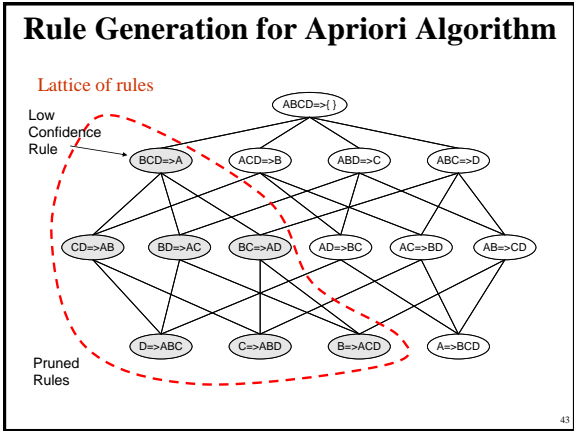 Rule Generation for Apriori Algorithm
Lattice of rules
Low
Confidence
Rule
ABCD=>{ }
BCD=>A ACD=>B ABD=>C ABC=>D
CD=>AB BD=>AC BC=>AD AD=>BC AC=>BD AB=>CD
D=>ABC C=>ABD B=>ACD A=>BCD
Pruned
Rules
43